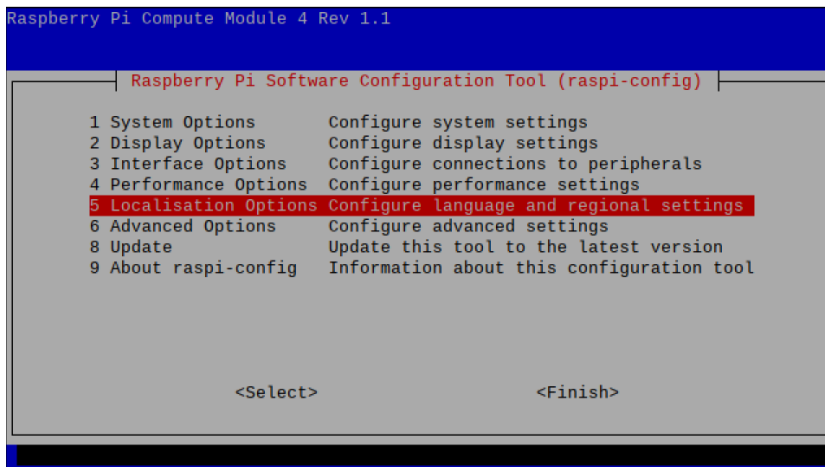 Raspberry Pi Compute Module 4 Rev 1.1
Raspberry Pi Software Configuration Tool (raspi-config)
1 System Options Configure system settings
2 Display Options Configure display settings
3 Interface Options Configure connections to peripherals
4 Performance Options Configure performance settings
5 Localisation Options Configure language and regional settings
6 Advanced Options Configure advanced settings
8 Update Update this tool to the latest version
9 About raspi-config Information about this configuration tool
<Select> <Finish>